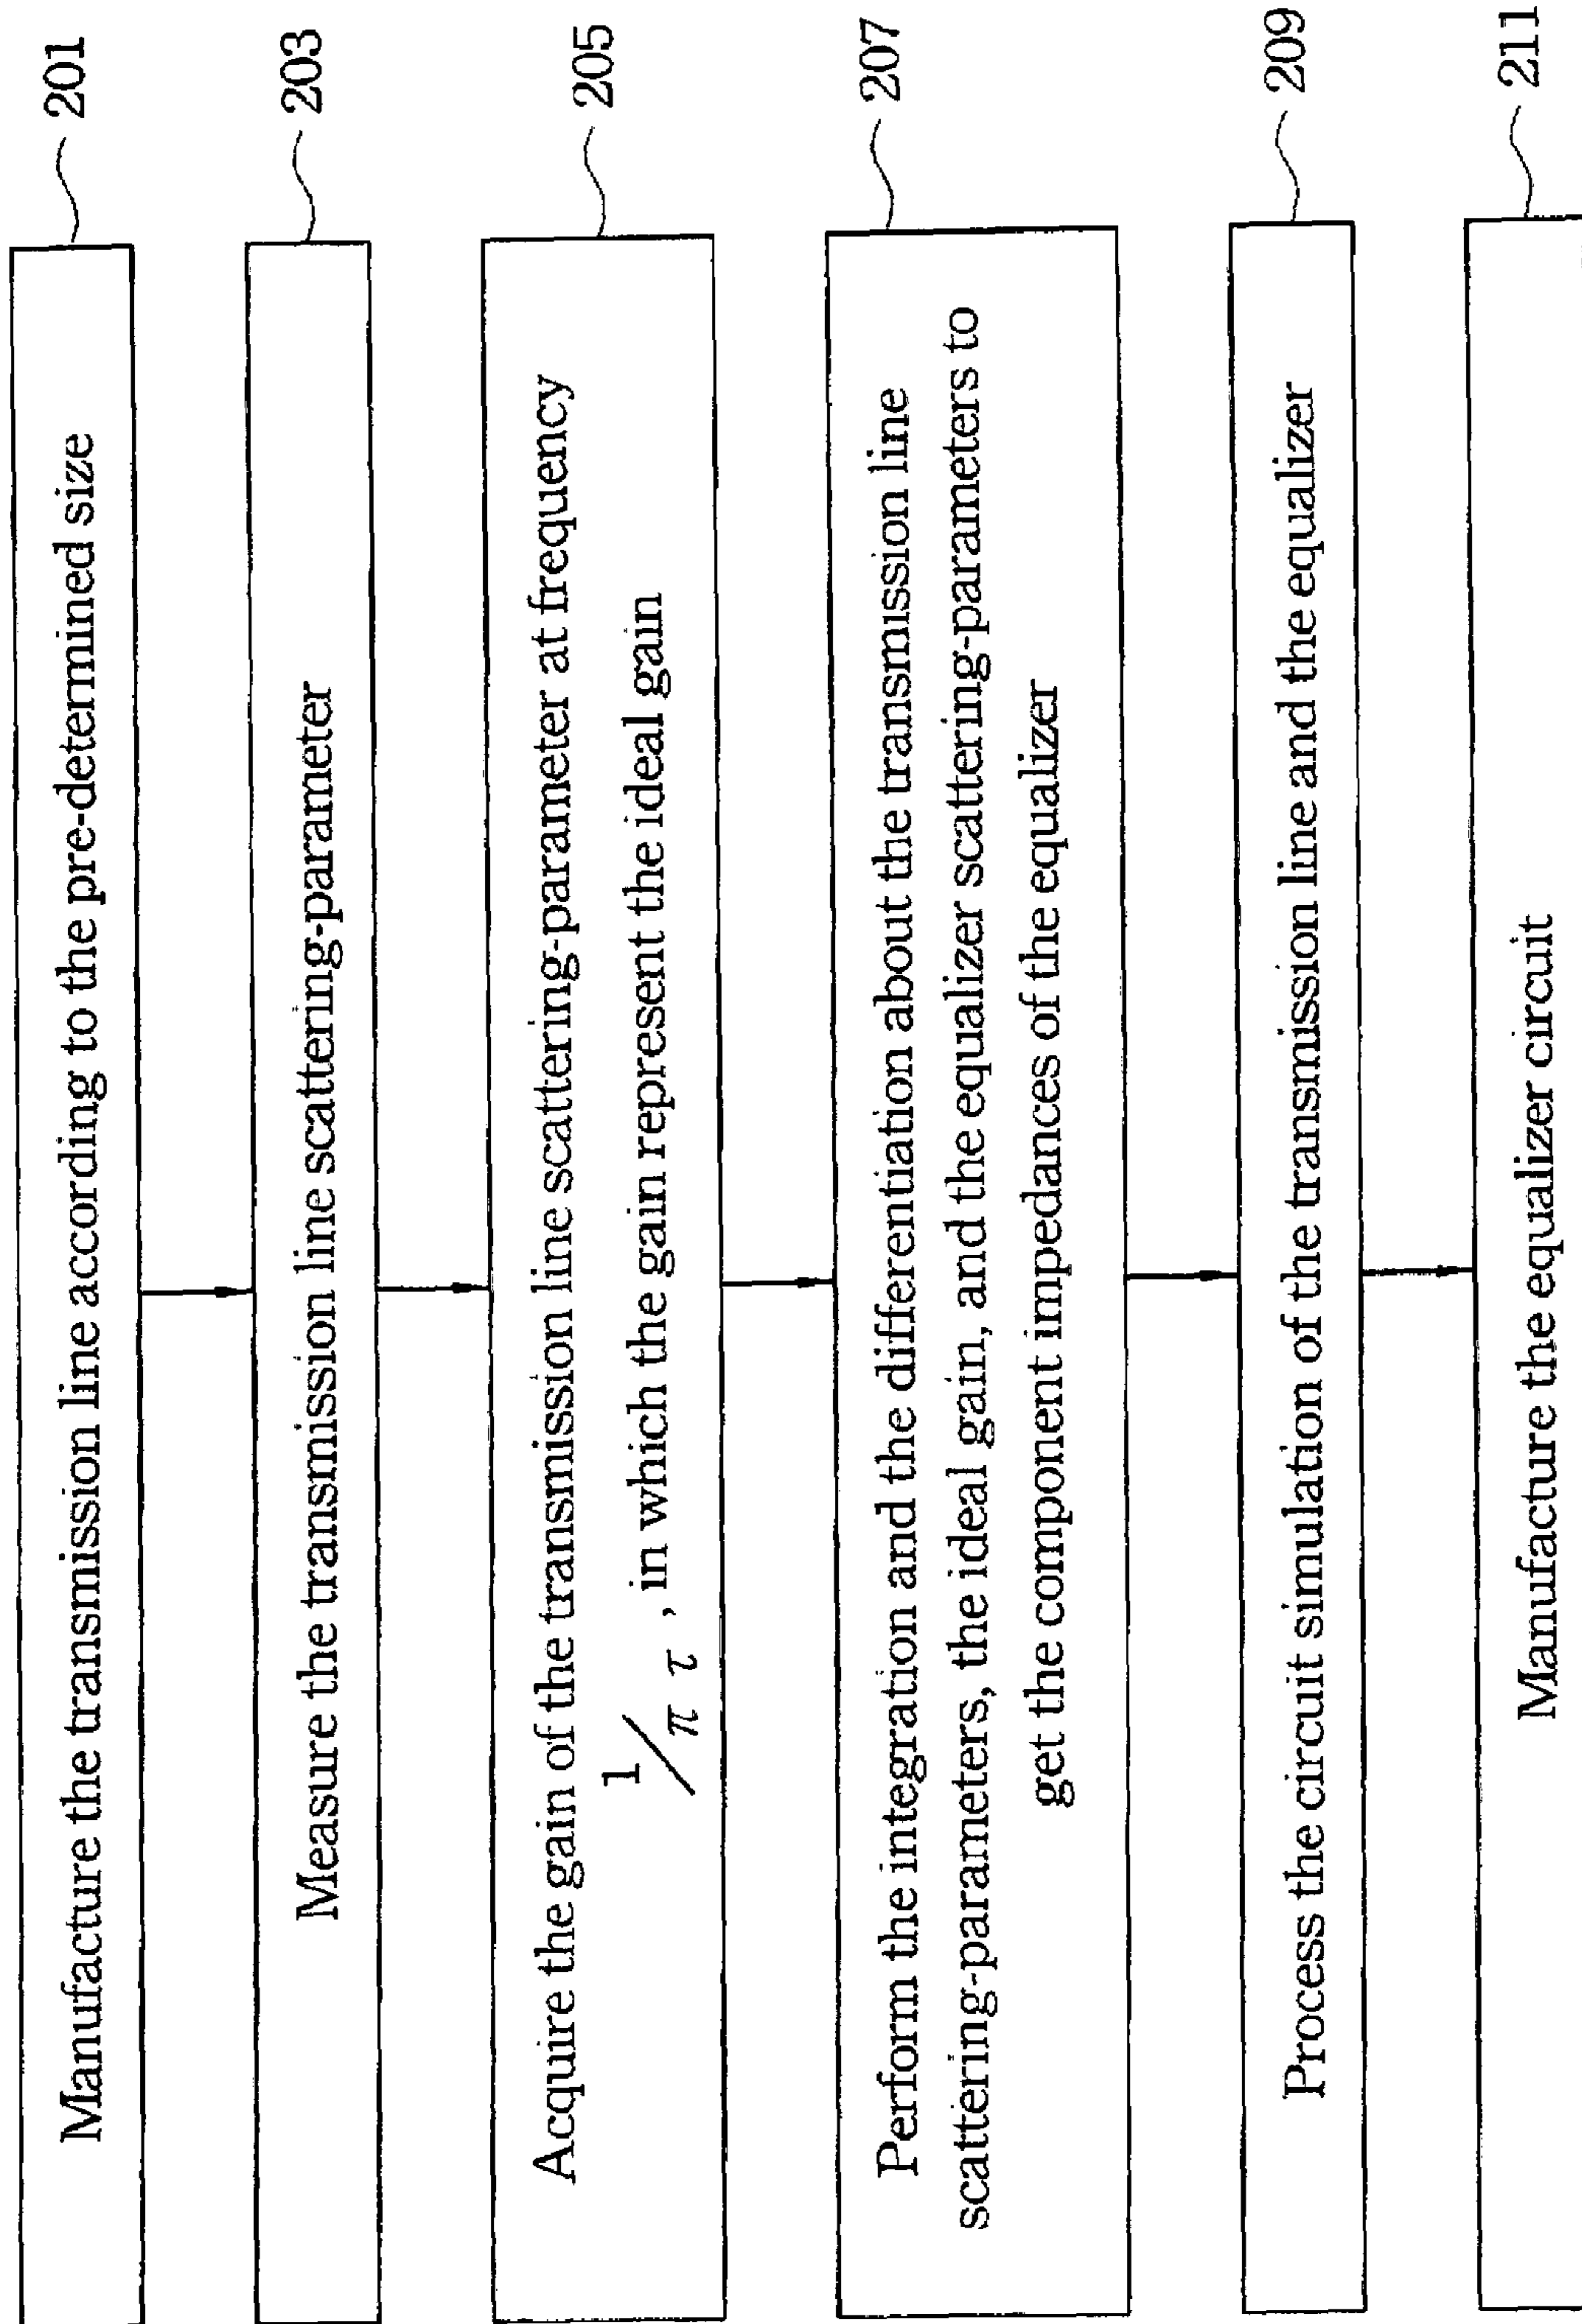 Manufacture the transmission line according to the pre-determined size
201
Measure the transmission line scattering-parameter
203
Acquire the gain of the transmission line scattering-parameter at frequency
1/π τ , in which the gain represent the ideal gain
205
Perform the integration and the differentiation about the transmission line
scattering-parameters, the ideal gain, and the equalizer scattering-parameters to
get the component impedances of the equalizer
207
Process the circuit simulation of the transmission line and the equalizer
209
Manufacture the equalizer circuit
211